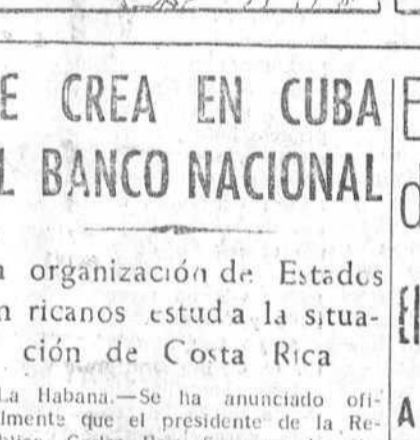 E CREA EN CUBA
L BANCO NACIONAL
organización de Estados
ricanos estudia la situa-
ción de Costa Rica
La Habana.—Se ha anunciado ofi-
lmente que el presidente de la Re-